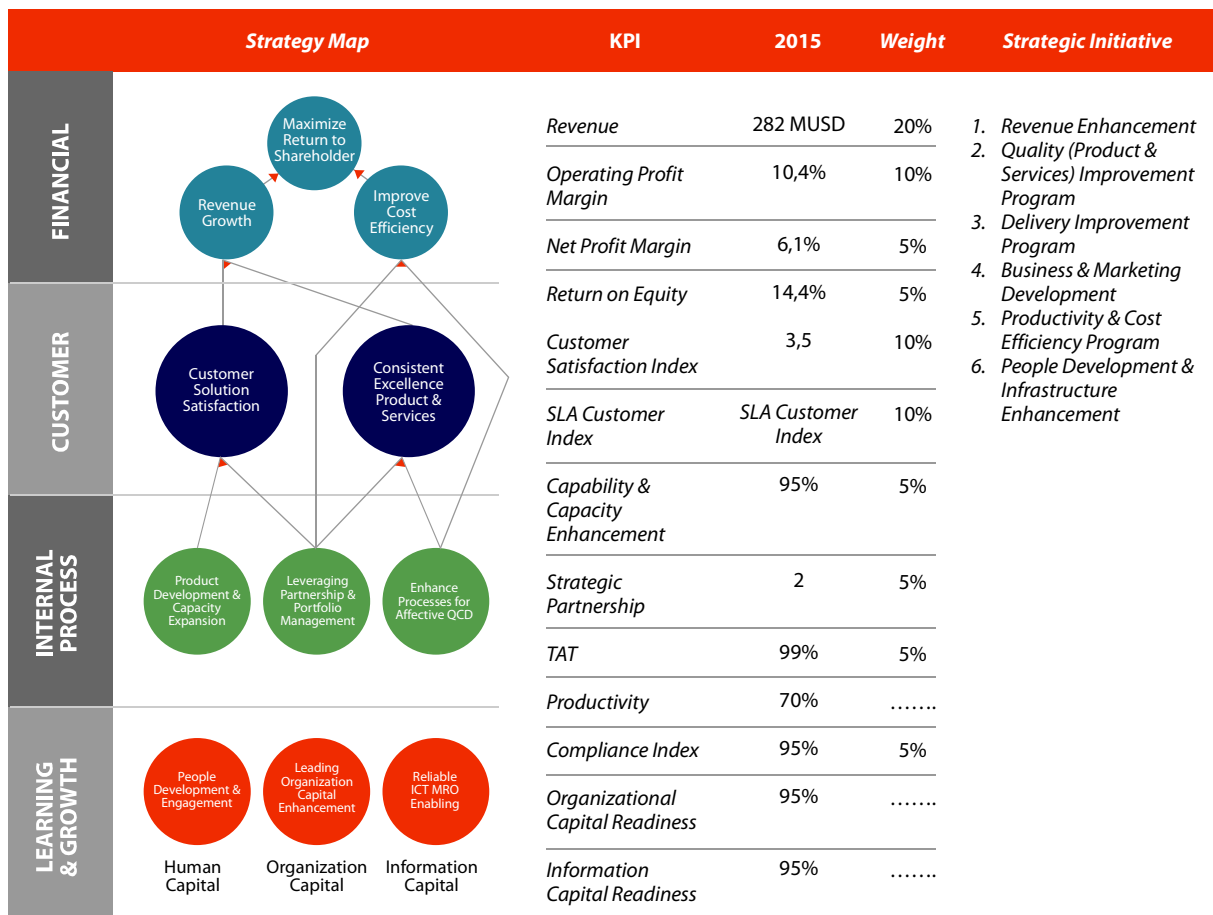 Strategy Map
KPI
2015
Weight
Strategic Initiative
FINANCIAL
Maximize
Return to
Shareholder
Revenue
Growth
Improve
Cost
Efficiency
CUSTOMER
Customer
Solution
Satisfaction
Consistent
Excellence
Product &
Services
INTERNAL
PROCESS
Product
Development &
Capacity
Expansion
Leveraging
Partnership &
Portfolio
Management
Enhance
Processes for
Affective QCD
LEARNING
& GROWTH
People
Development &
Engagement
Leading
Organization
Capital
Enhancement
Reliable
ICT MRO
Enabling
Human
Capital
Organization
Capital
Information
Capital
Revenue
282 MUSD
20%
Operating Profit
Margin
10,4%
10%
Net Profit Margin
6,1%
5%
Return on Equity
14,4%
5%
Customer
Satisfaction Index
3,5
10%
SLA Customer
Index
SLA Customer
Index
10%
Capability &
Capacity
Enhancement
95%
5%
Strategic
Partnership
2
5%
TAT
99%
5%
Productivity
70%
.......
Compliance Index
95%
5%
Organizational
Capital Readiness
95%
.......
Information
Capital Readiness
95%
.......
1. Revenue Enhancement
2. Quality (Product &
Services) Improvement
Program
3. Delivery Improvement
Program
4. Business & Marketing
Development
5. Productivity & Cost
Efficiency Program
6. People Development &
Infrastructure
Enhancement